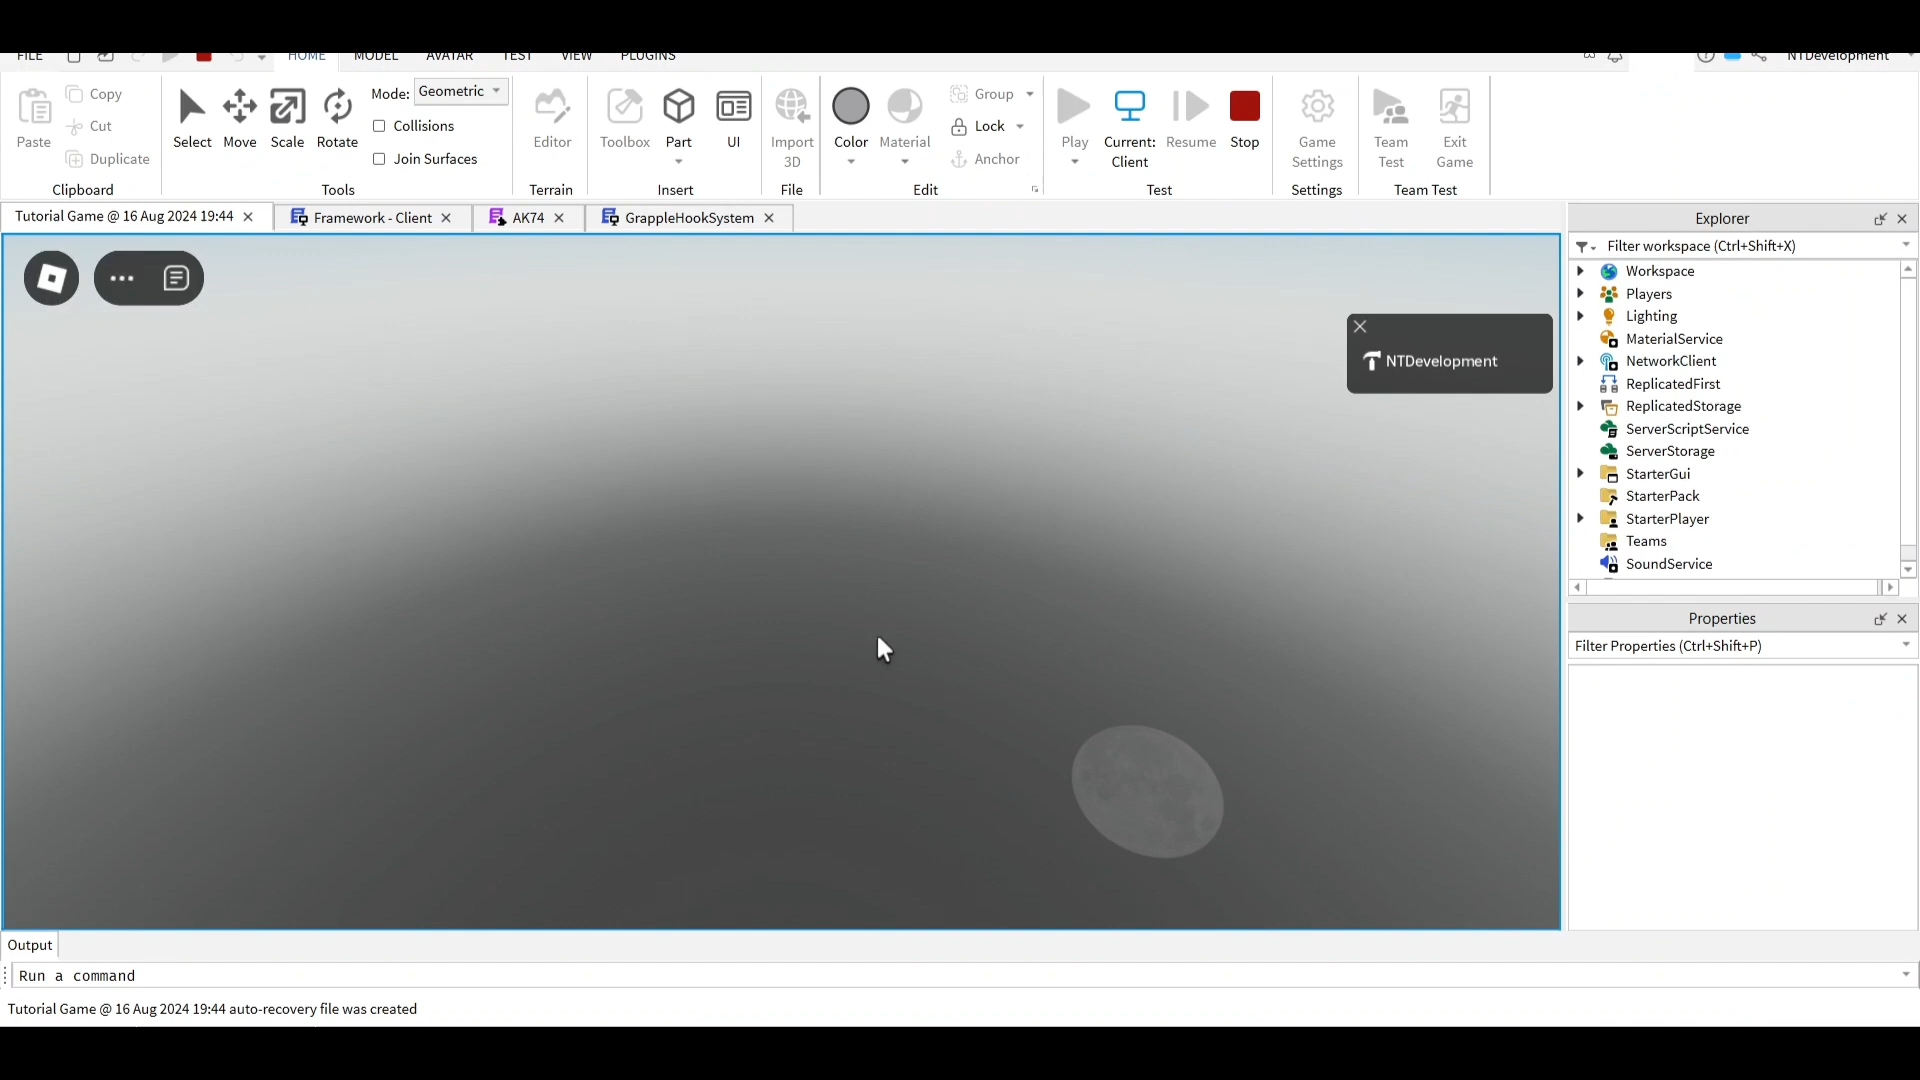 FILE HOME MODEL AVATAR TEST VIEW PLUGINS NTDevelopment
Paste Copy Cut Duplicate
Clipboard
Select Move Scale Rotate Mode: Geometric
Collisions
Join Surfaces
Tools
Editor
Terrain
Toolbox Part UI
Insert
Import
3D
File
Color Material Group
Lock
Anchor
Edit
Play Current: Resume Stop
Client
Test
Game
Settings
Settings
Team Exit
Test Game
Team Test
Tutorial Game @ 16 Aug 2024 19:44 Framework - Client AK74 GrappleHookSystem
NTDevelopment
Explorer
Filter workspace (Ctrl+Shift+X)
Workspace
Players
Lighting
MaterialService
NetworkClient
ReplicatedFirst
ReplicatedStorage
ServerScriptService
ServerStorage
StarterGui
StarterPack
StarterPlayer
Teams
SoundService
Properties
Filter Properties (Ctrl+Shift+P)
Output
Run a command
Tutorial Game @ 16 Aug 2024 19:44 auto-recovery file was created